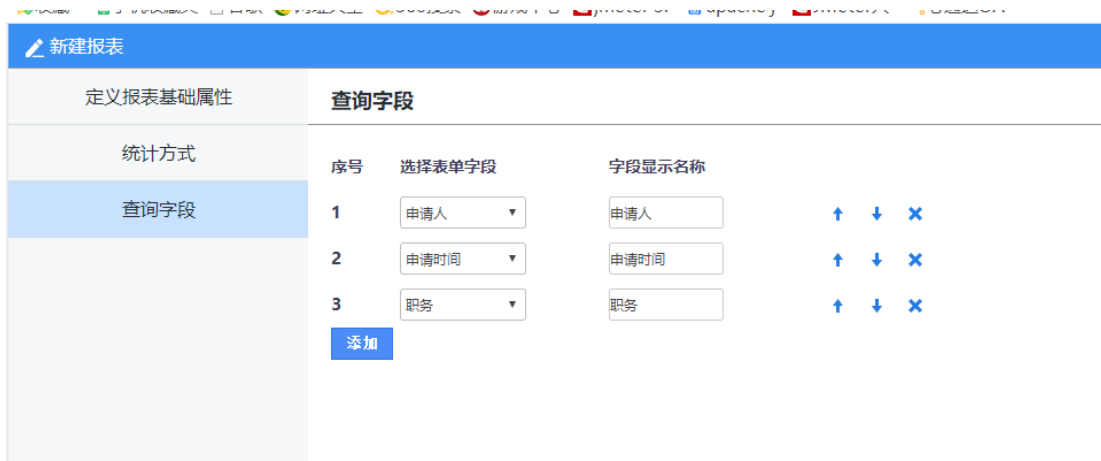 新建报表
定义报表基础属性
统计方式
查询字段
查询字段
序号 选择表单字段 字段显示名称
1 申请人 申请人
2 申请时间 申请时间
3 职务 职务
添加